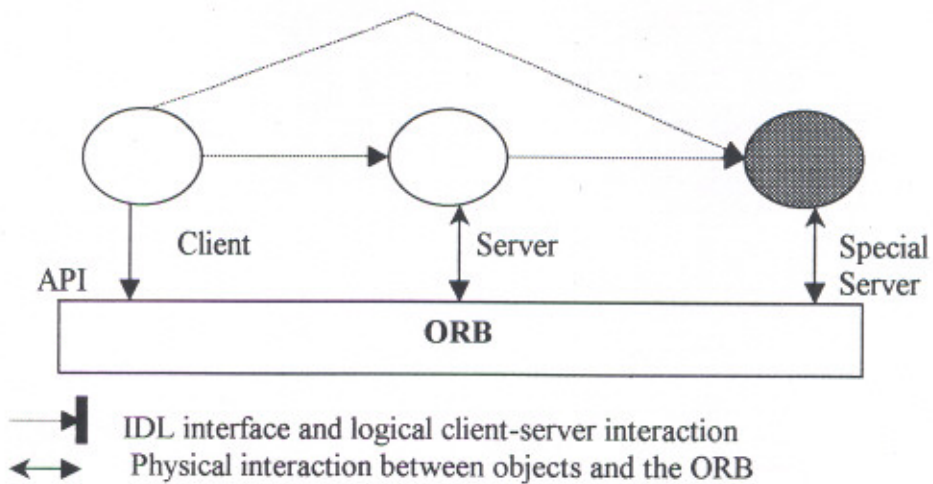 Client
Server
Special
Server
API
ORB
IDL interface and logical client-server interaction
Physical interaction between objects and the ORB